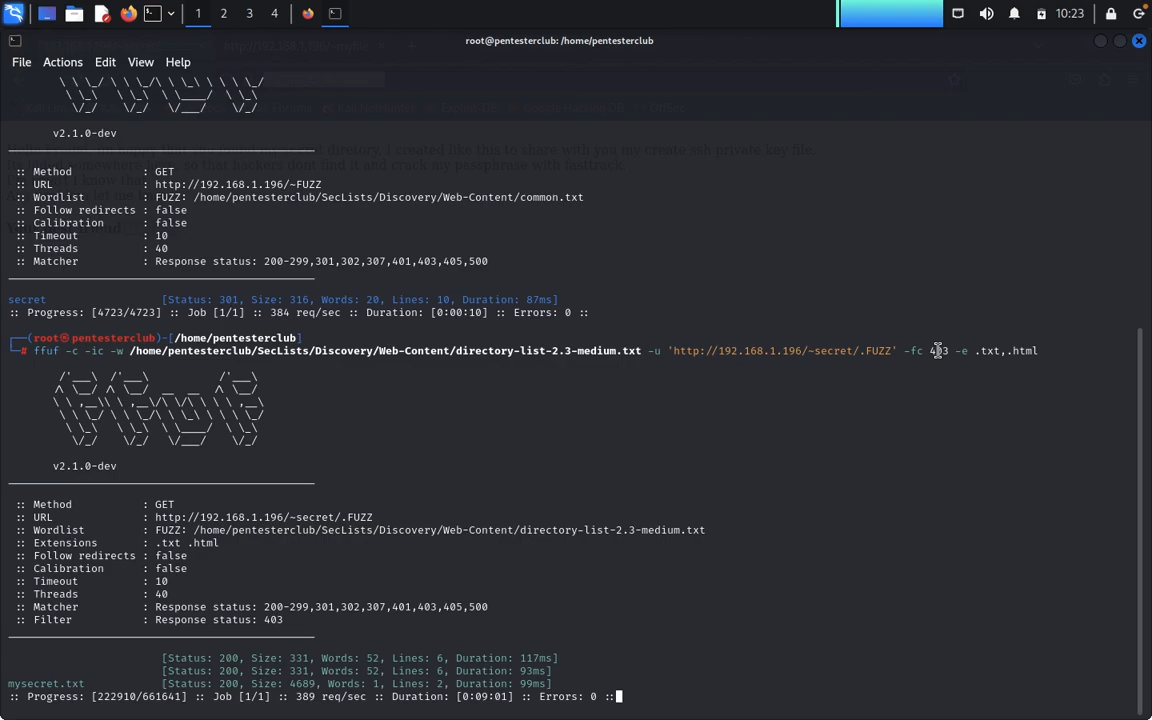 1 2 3 4
10:23
root@pentesterclub: /home/pentesterclub
File Actions Edit View Help
v2.1.0-dev
:: Method : GET
:: URL : http://192.168.1.196/~FUZZ
:: Wordlist : FUZZ: /home/pentesterclub/SecLists/Discovery/Web-Content/common.txt
:: Follow redirects : false
:: Calibration : false
:: Timeout : 10
:: Threads : 40
:: Matcher : Response status: 200-299,301,302,307,401,403,405,500
secret [Status: 301, Size: 316, Words: 20, Lines: 10, Duration: 87ms]
:: Progress: [4723/4723] :: Job [1/1] :: 384 req/sec :: Duration: [0:00:10] :: Errors: 0 ::
┌──(root㉿pentesterclub)-[/home/pentesterclub]
└─# ffuf -c -ic -w /home/pentesterclub/SecLists/Discovery/Web-Content/directory-list-2.3-medium.txt -u 'http://192.168.1.196/~secret/.FUZZ' -fc 403 -e .txt,.html
v2.1.0-dev
:: Method : GET
:: URL : http://192.168.1.196/~secret/.FUZZ
:: Wordlist : FUZZ: /home/pentesterclub/SecLists/Discovery/Web-Content/directory-list-2.3-medium.txt
:: Extensions : .txt .html
:: Follow redirects : false
:: Calibration : false
:: Timeout : 10
:: Threads : 40
:: Matcher : Response status: 200-299,301,302,307,401,403,405,500
:: Filter : Response status: 403
[Status: 200, Size: 331, Words: 52, Lines: 6, Duration: 117ms]
[Status: 200, Size: 331, Words: 52, Lines: 6, Duration: 93ms]
mysecret.txt [Status: 200, Size: 4689, Words: 1, Lines: 2, Duration: 99ms]
:: Progress: [222910/661641] :: Job [1/1] :: 389 req/sec :: Duration: [0:09:01] :: Errors: 0 ::